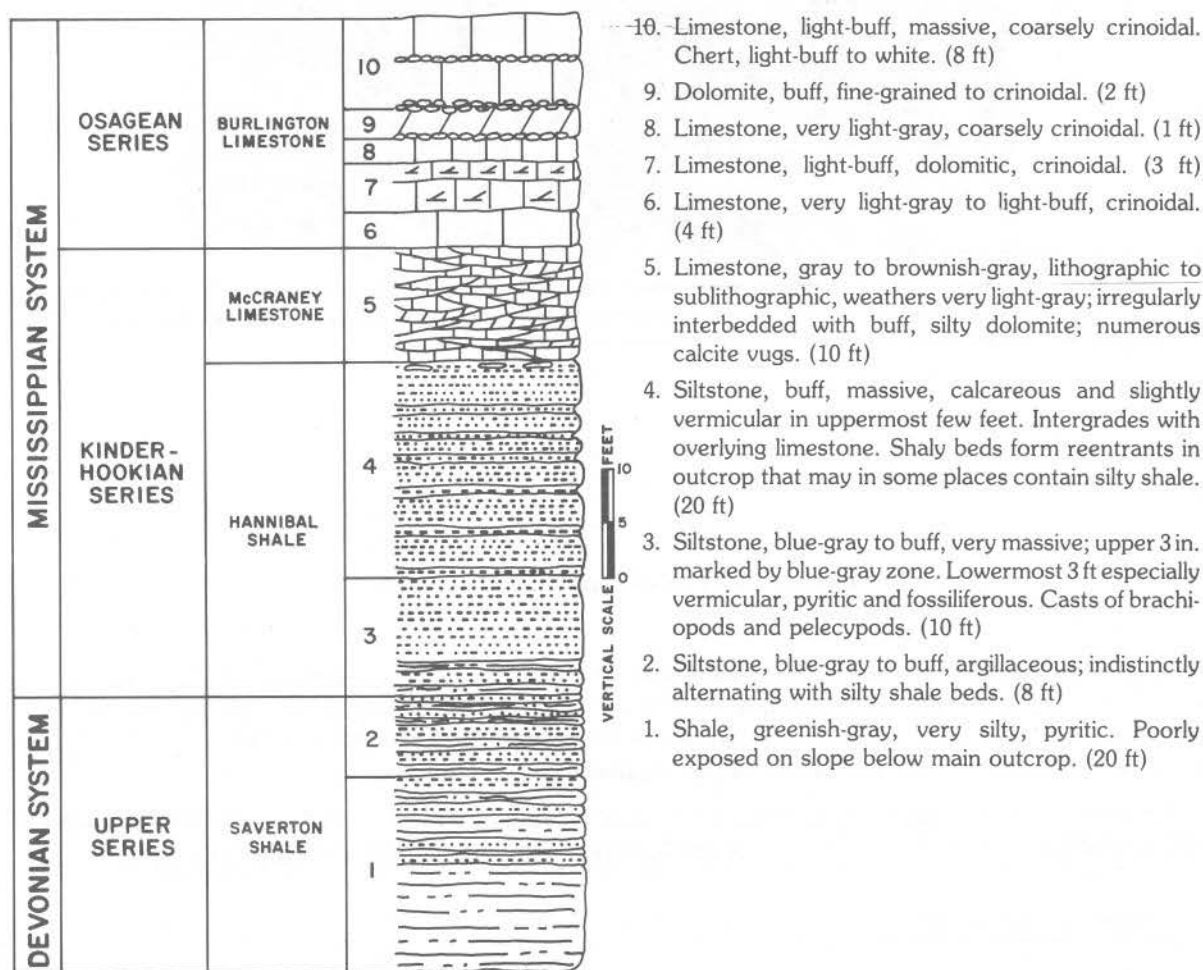 MISSISSIPPIAN SYSTEM
DEVONIAN SYSTEM
OSAGEAN
SERIES
KINDER-
HOOKIAN
SERIES
UPPER
SERIES
BURLINGTON
LIMESTONE
McCRANEY
LIMESTONE
HANNIBAL
SHALE
SAVERTON
SHALE
10
9
8
7
6
5
4
3
2
1
VERTICAL SCALE
FEET
10
5
0
10. Limestone, light-buff, massive, coarsely crinoidal.
Chert, light-buff to white. (8 ft)
9. Dolomite, buff, fine-grained to crinoidal. (2 ft)
8. Limestone, very light-gray, coarsely crinoidal. (1 ft)
7. Limestone, light-buff, dolomitic, crinoidal. (3 ft)
6. Limestone, very light-gray to light-buff, crinoidal.
(4 ft)
5. Limestone, gray to brownish-gray, lithographic to
sublithographic, weathers very light-gray; irregularly
interbedded with buff, silty dolomite; numerous
calcite vugs. (10 ft)
4. Siltstone, buff, massive, calcareous and slightly
vermicular in uppermost few feet. Intergrades with
overlying limestone. Shaly beds form reentrants in
outcrop that may in some places contain silty shale.
(20 ft)
3. Siltstone, blue-gray to buff, very massive; upper 3 in.
marked by blue-gray zone. Lowermost 3 ft especially
vermicular, pyritic and fossiliferous. Casts of brachi-
opods and pelecypods. (10 ft)
2. Siltstone, blue-gray to buff, argillaceous; indistinctly
alternating with silty shale beds. (8 ft)
1. Shale, greenish-gray, very silty, pyritic. Poorly
exposed on slope below main outcrop. (20 ft)